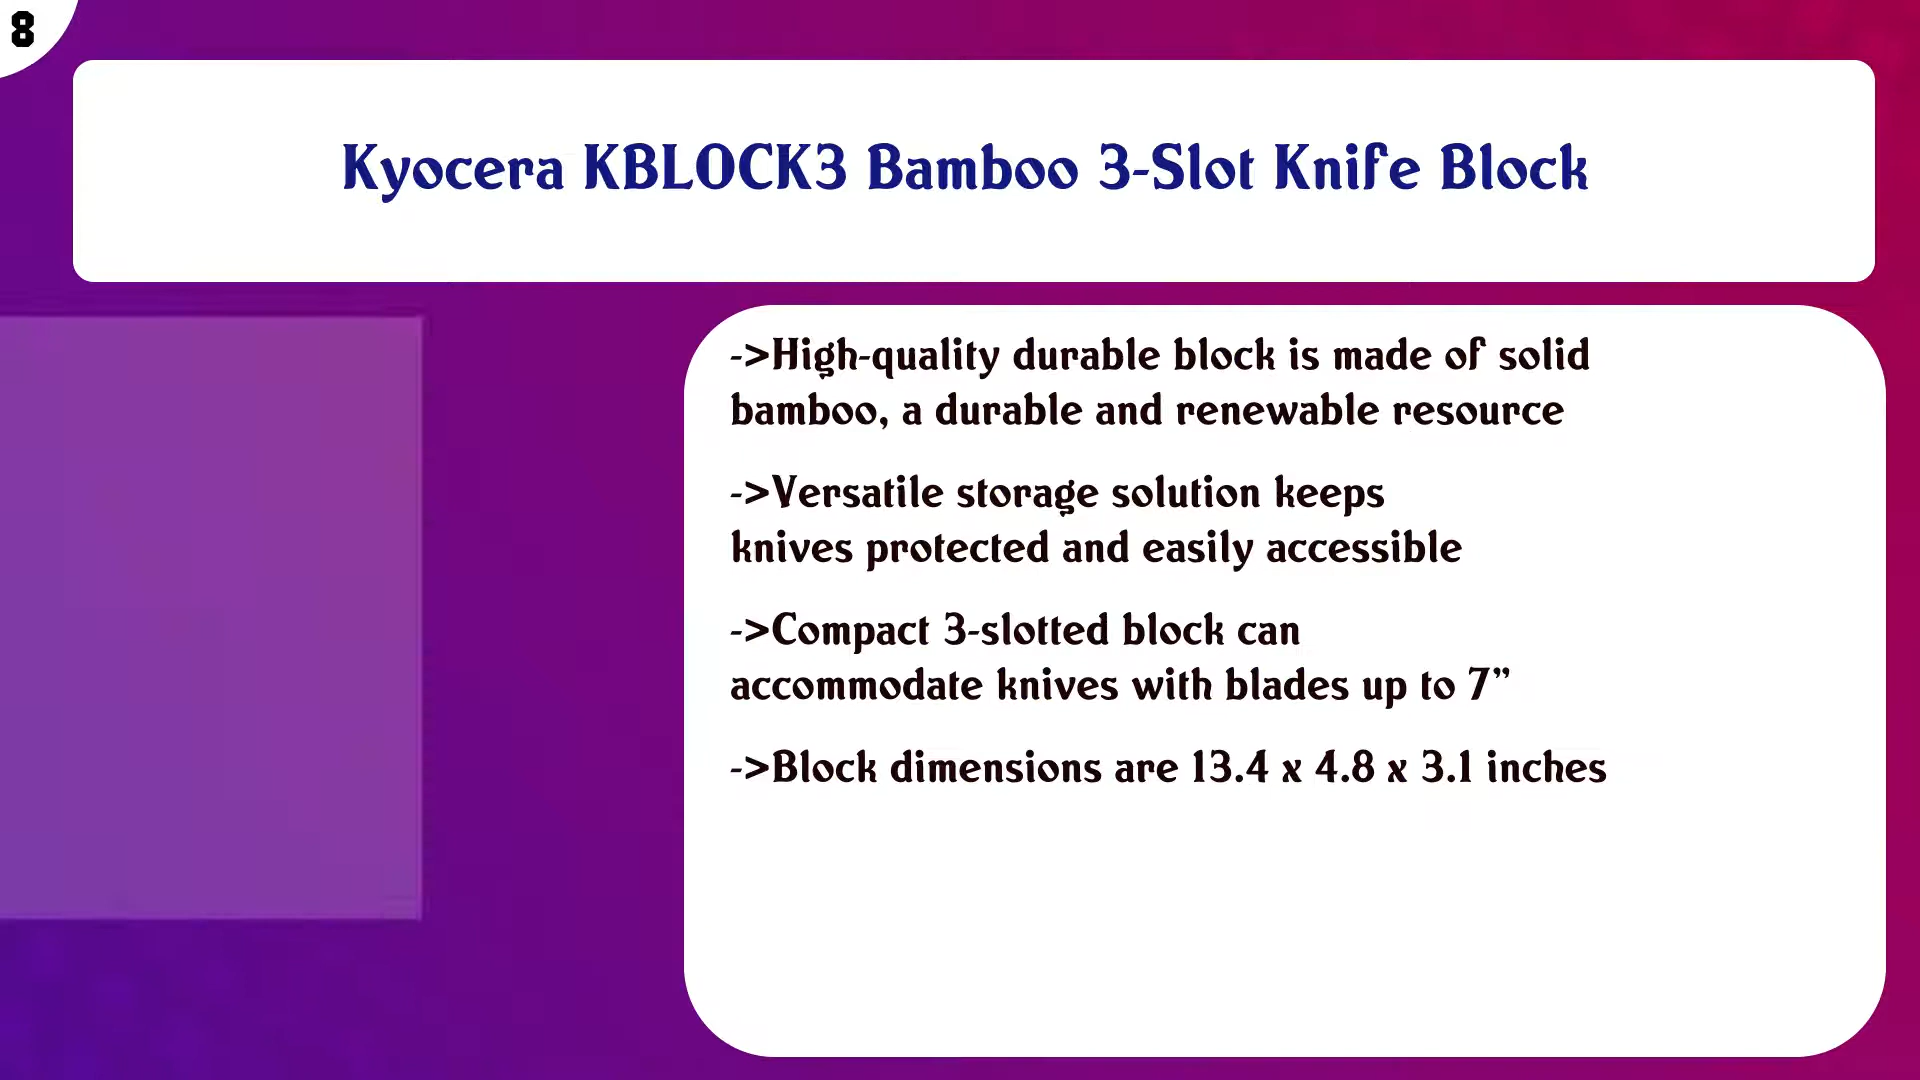 8
Kyocera KBLOCK3 Bamboo 3-Slot Knife Block
->High-quality durable block is made of solid
bamboo, a durable and renewable resource
->Versatile storage solution keeps
knives protected and easily accessible
->Compact 3-slotted block can
accommodate knives with blades up to 7”
->Block dimensions are 13.4 x 4.8 x 3.1 inches